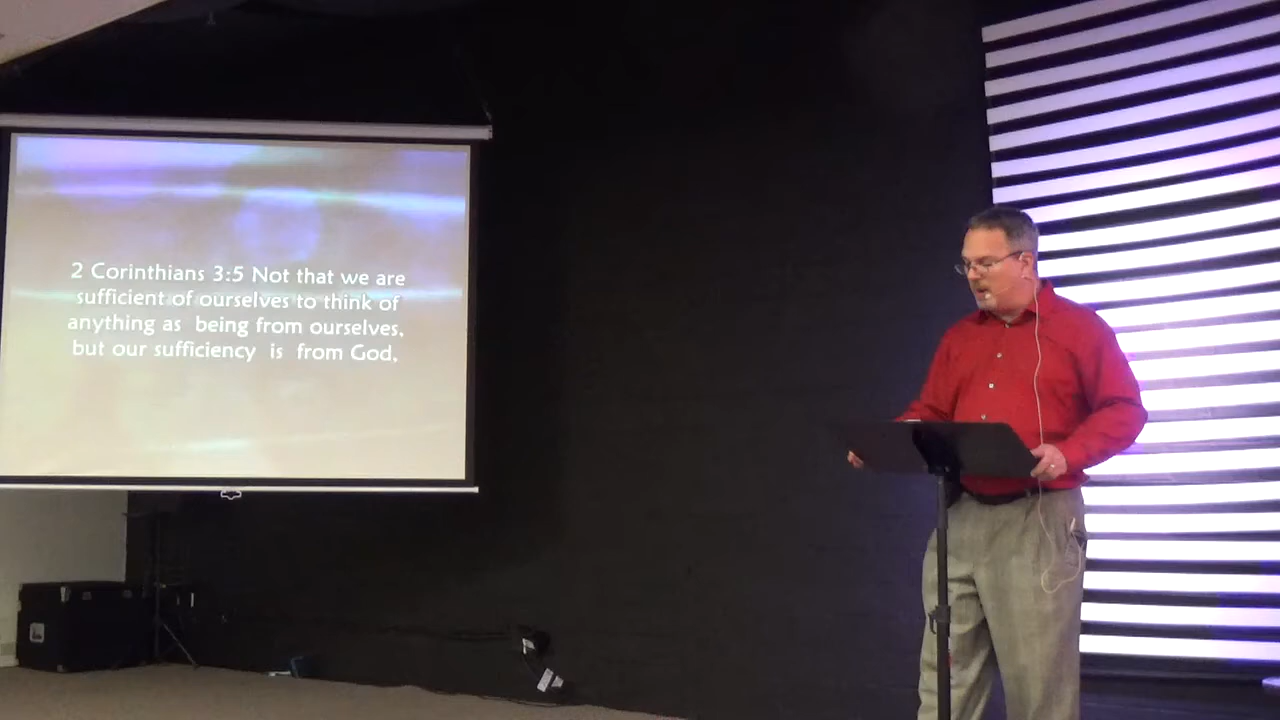 2 Corinthians 3:5 Not that we are
sufficient of ourselves to think of
anything as being from ourselves,
but our sufficiency is from God,